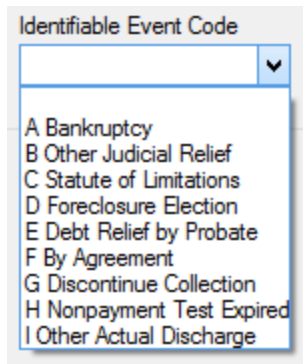 Identifiable Event Code
A Bankruptcy
B Other Judicial Relief
C Statute of Limitations
D Foreclosure Election
E Debt Relief by Probate
F By Agreement
G Discontinue Collection
H Nonpayment Test Expired
I Other Actual Discharge